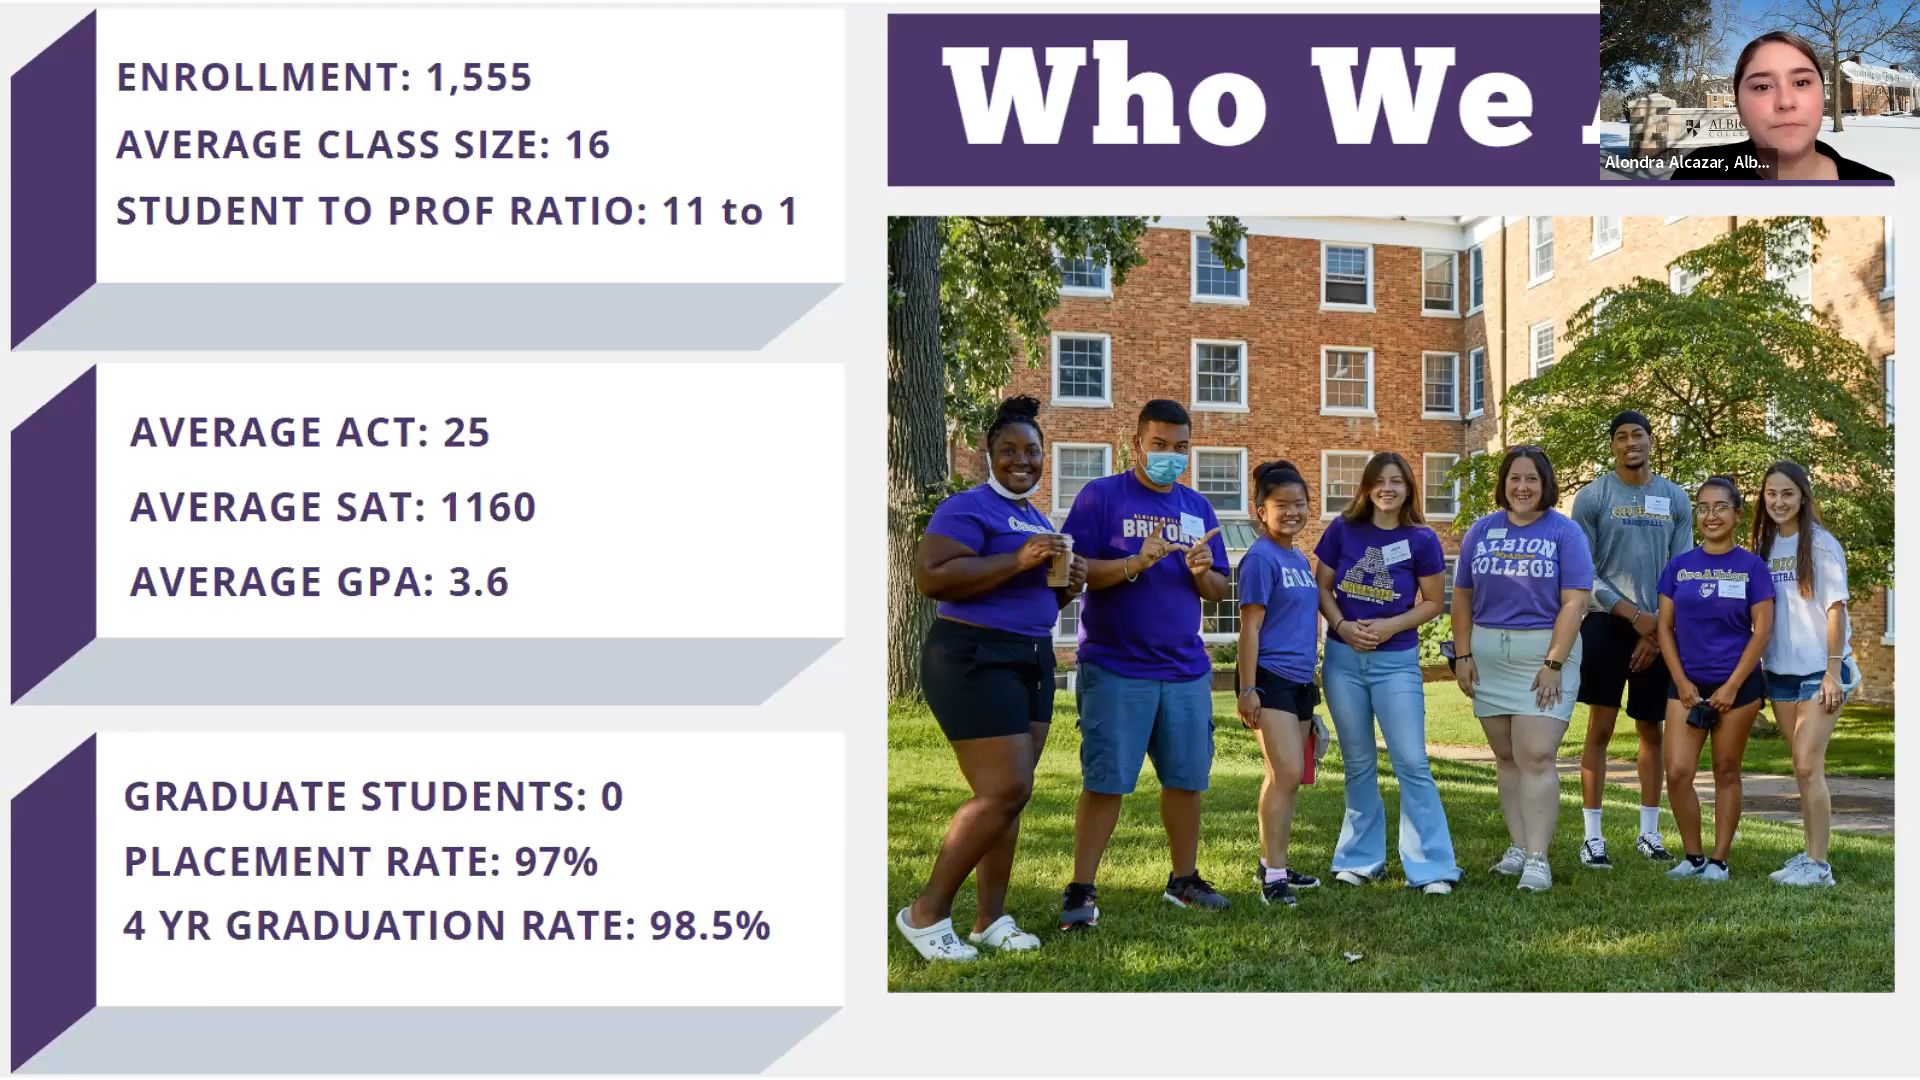 ENROLLMENT: 1,555
AVERAGE CLASS SIZE: 16
STUDENT TO PROF RATIO: 11 to 1
AVERAGE ACT: 25
AVERAGE SAT: 1160
AVERAGE GPA: 3.6
GRADUATE STUDENTS: 0
PLACEMENT RATE: 97%
4 YR GRADUATION RATE: 98.5%
Who We
Alondra Alcazar, Alb...
BRITONS
ALBION
COLLEGE
OneAlbion